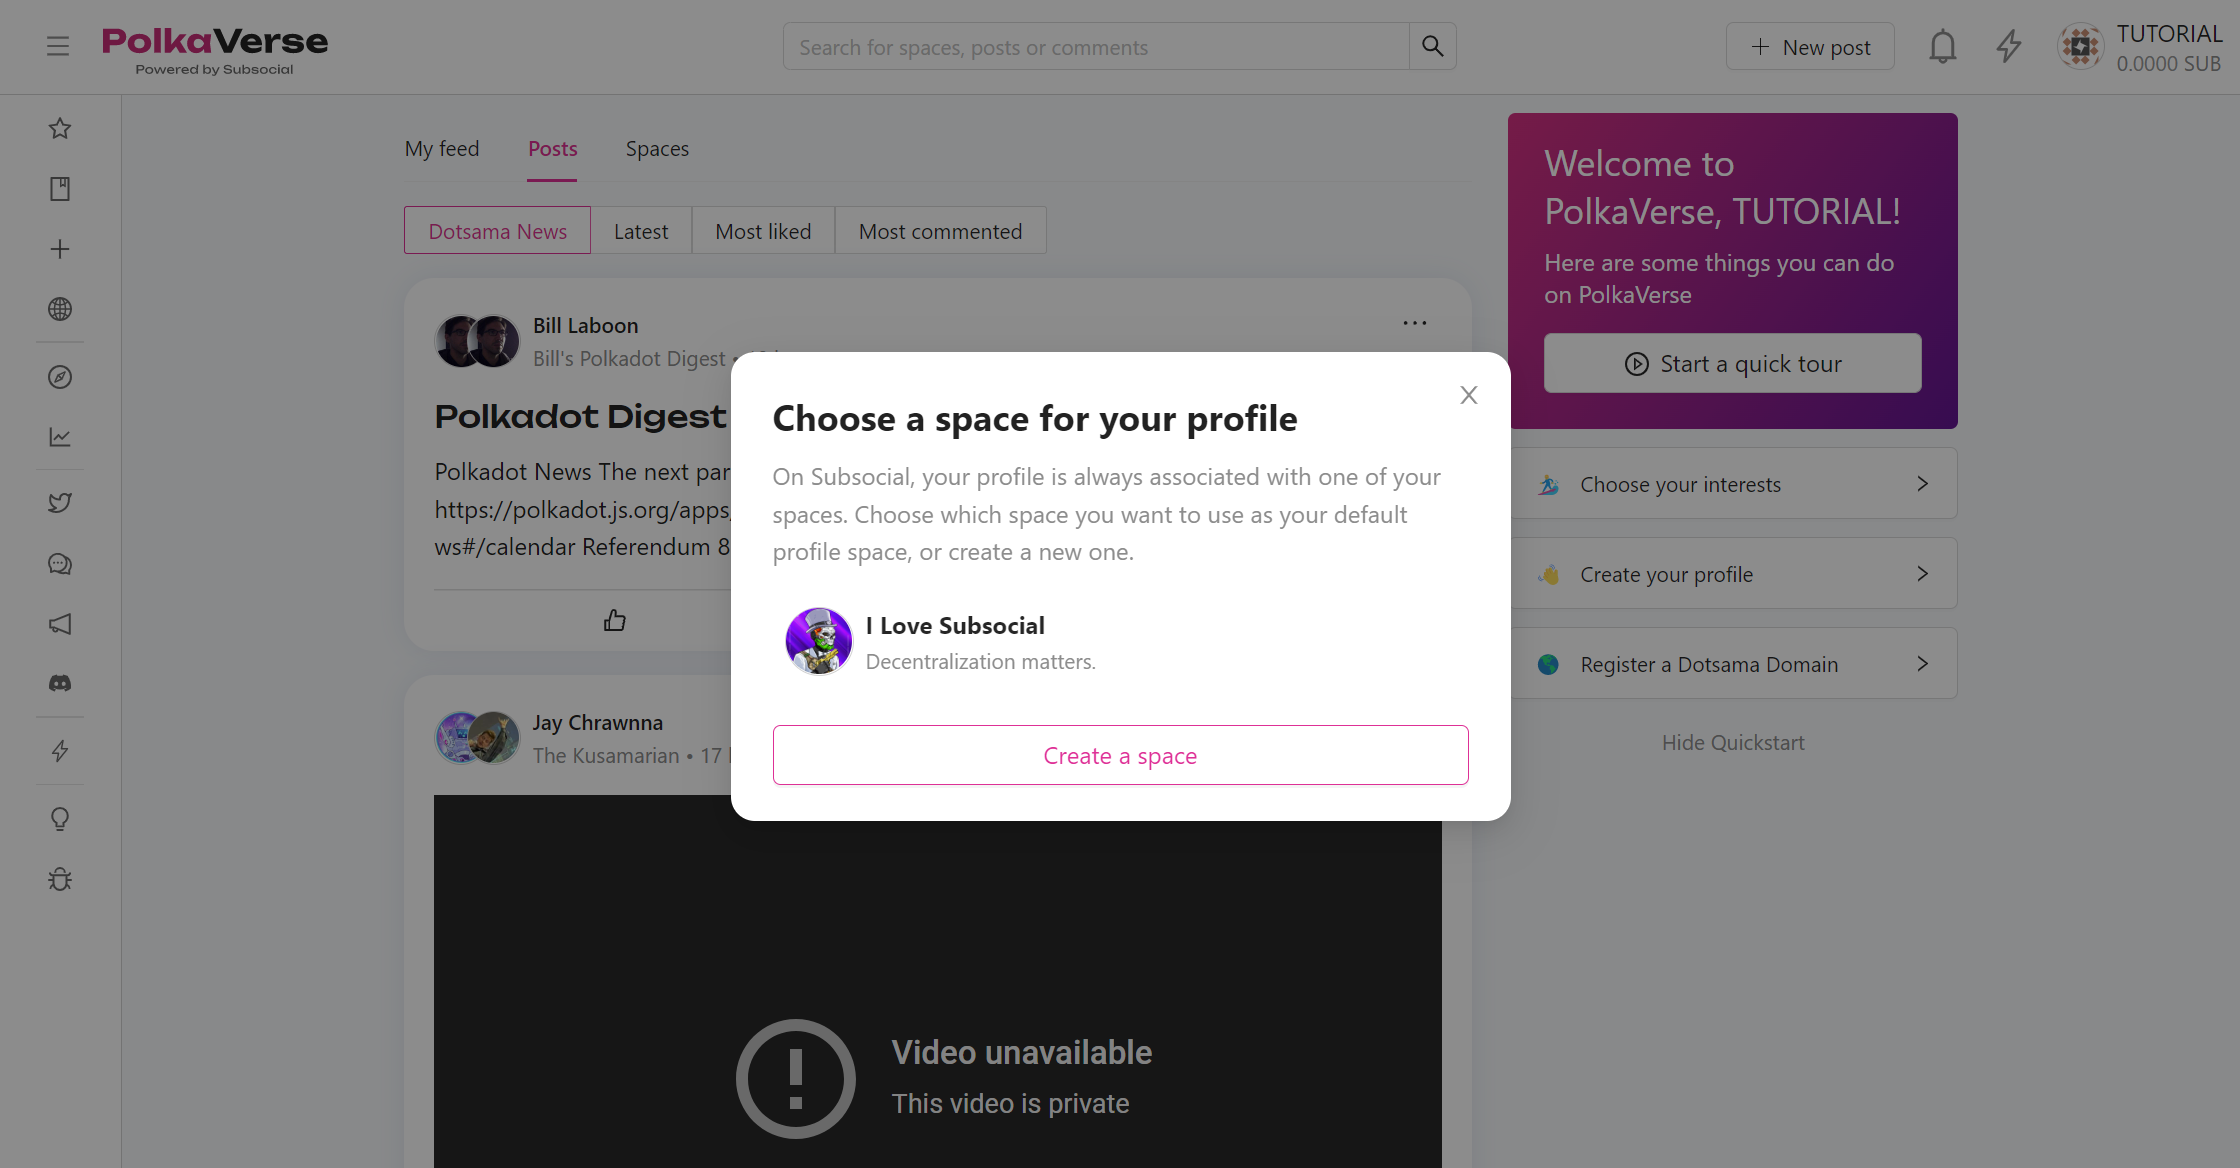 PolkaVerse
Powered by Subsocial
Search for spaces, posts or comments
New post
TUTORIAL
0.0000 SUB
My feed
Posts
Spaces
Dotsama News
Latest
Most liked
Most commented
Bill Laboon
Bill's Polkadot Digest •
Polkadot Digest
Polkadot News The next par
https://polkadot.js.org/apps/
ws#/calendar Referendum 8
Jay Chrawnna
The Kusamarian • 17
Video unavailable
This video is private
Choose a space for your profile
On Subsocial, your profile is always associated with one of your
spaces. Choose which space you want to use as your default
profile space, or create a new one.
I Love Subsocial
Decentralization matters.
Create a space
Welcome to
PolkaVerse, TUTORIAL!
Here are some things you can do
on PolkaVerse
Start a quick tour
Choose your interests
Create your profile
Register a Dotsama Domain
Hide Quickstart